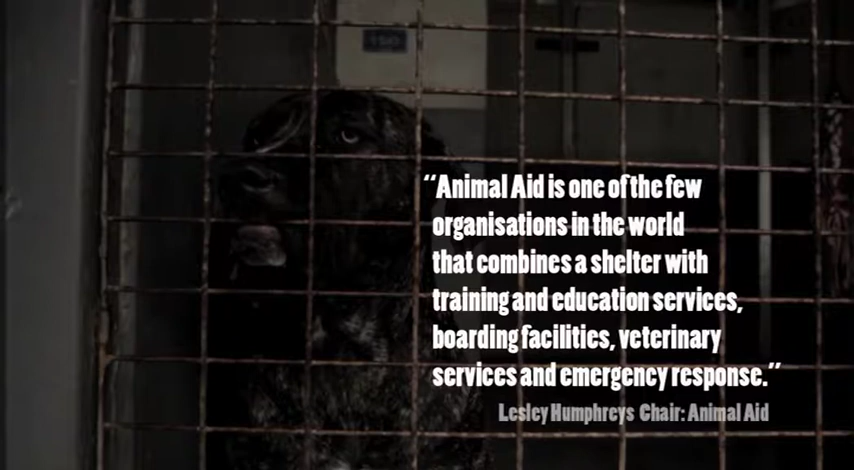 “Animal Aid is one of the few
organisations in the world
that combines a shelter with
training and education services,
boarding facilities, veterinary
services and emergency response.”
Lesley Humphreys Chair: Animal Aid